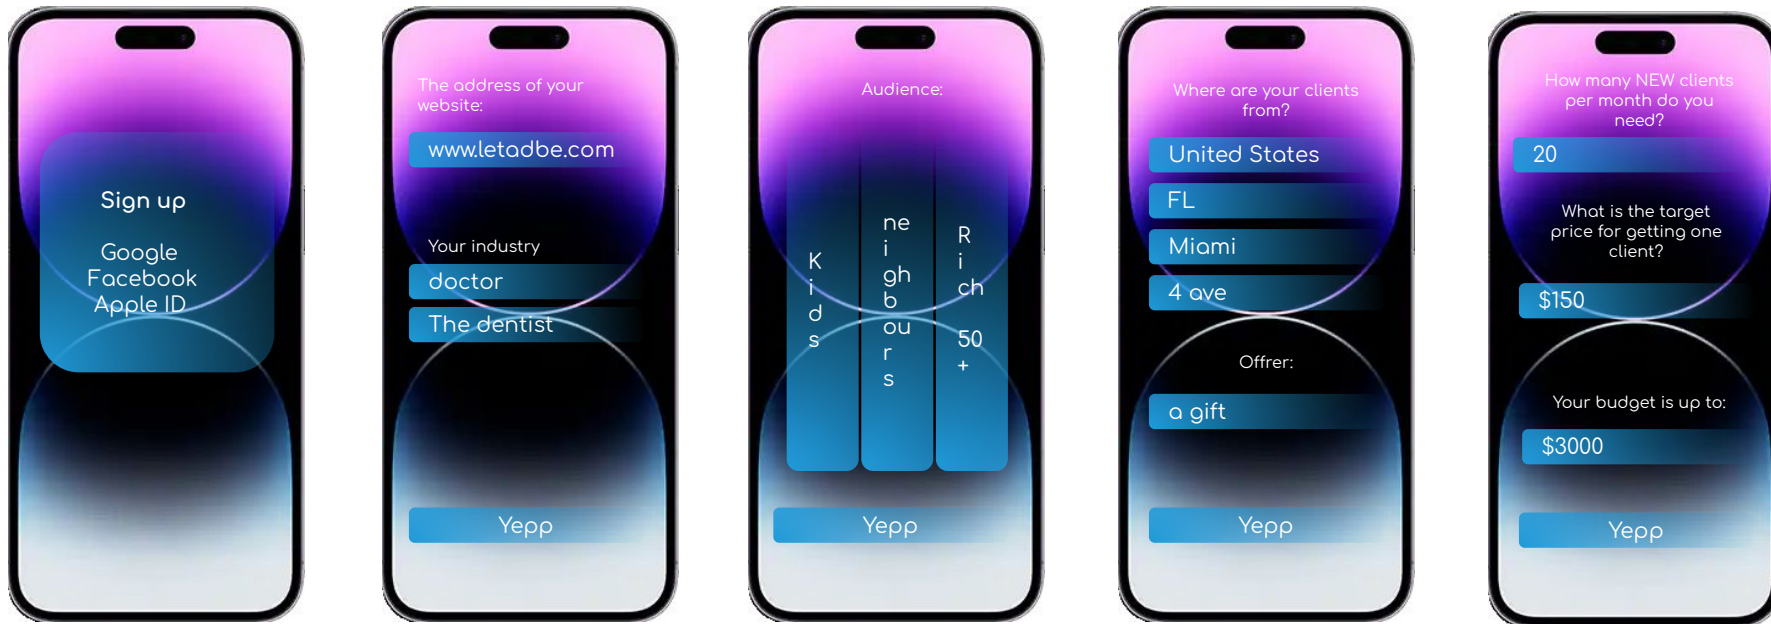 Sign up
Google
Facebook
Apple ID
The address of your
website:
www.letadbe.com
Your industry
doctor
The dentist
Yepp
Audience:
K
i
d
s
ne
i
gh
b
ou
r
s
R
i
ch
50
+
Yepp
Where are your clients
from?
United States
FL
Miami
4 ave
Offrer:
a gift
Yepp
How many NEW clients
per month do you
need?
20
What is the target
price for getting one
client?
$150
Your budget is up to:
$3000
Yepp